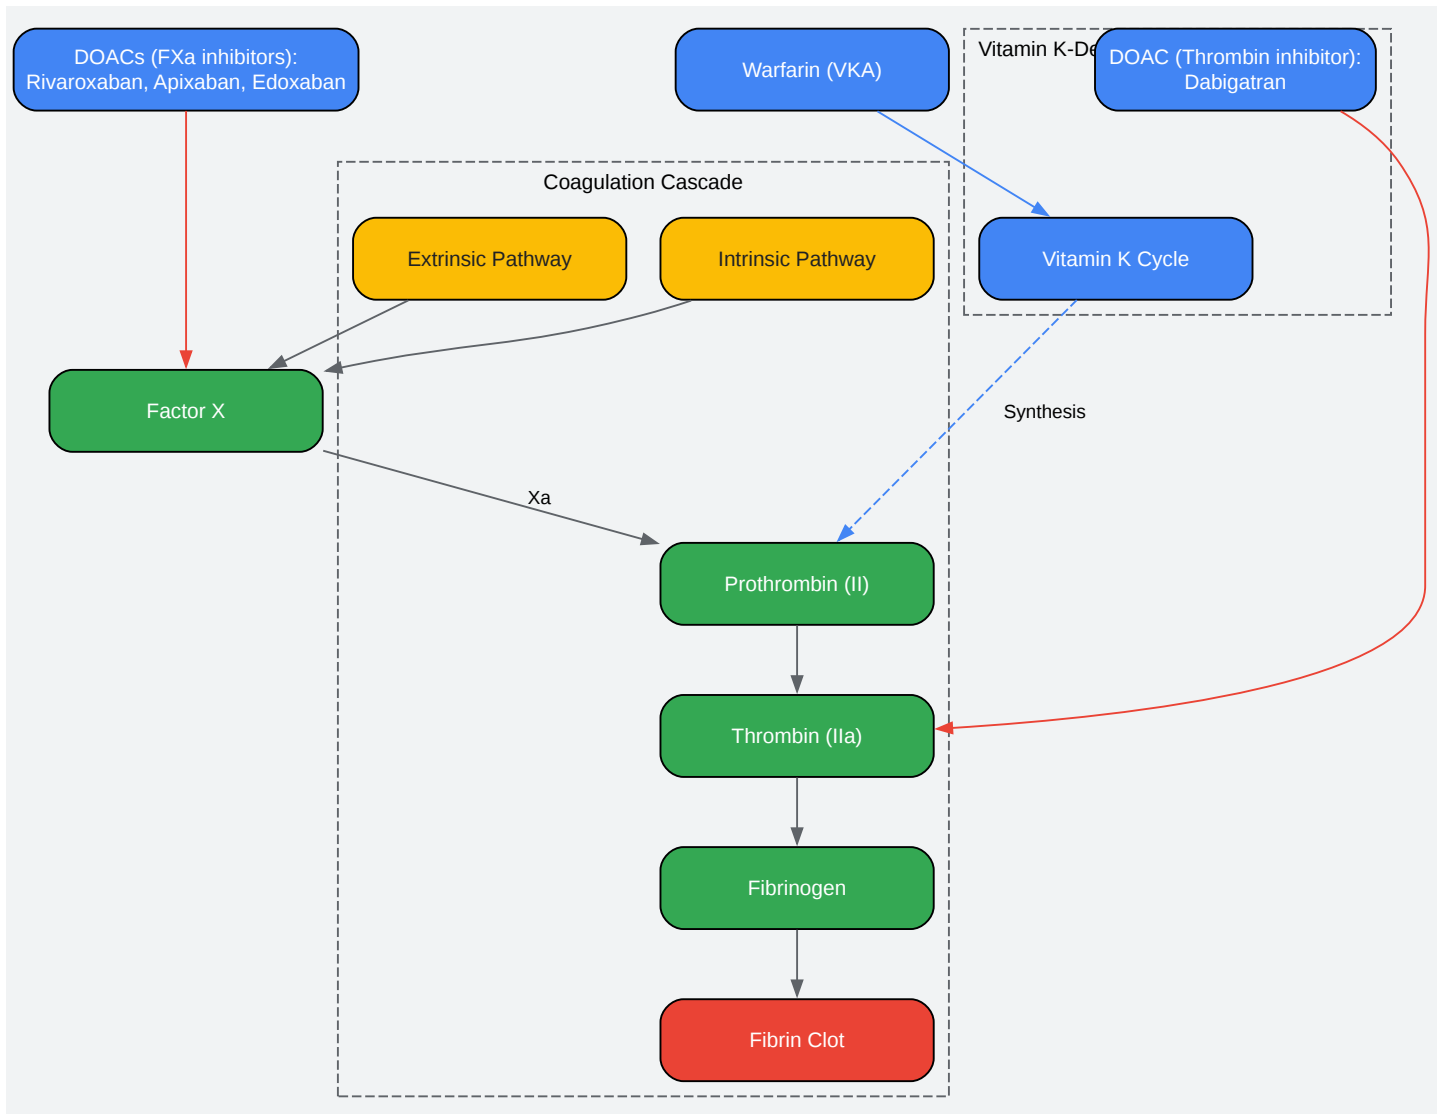 DOACs (FXa inhibitors):
Rivaroxaban, Apixaban, Edoxaban
Warfarin (VKA)
Vitamin
DOAC (Thrombin inhibitor):
Dabigatran
Coagulation Cascade
Extrinsic Pathway
Intrinsic Pathway
Vitamin K Cycle
Factor X
Synthesis
Xa
Prothrombin (II)
Thrombin (IIa)
Fibrinogen
Fibrin Clot